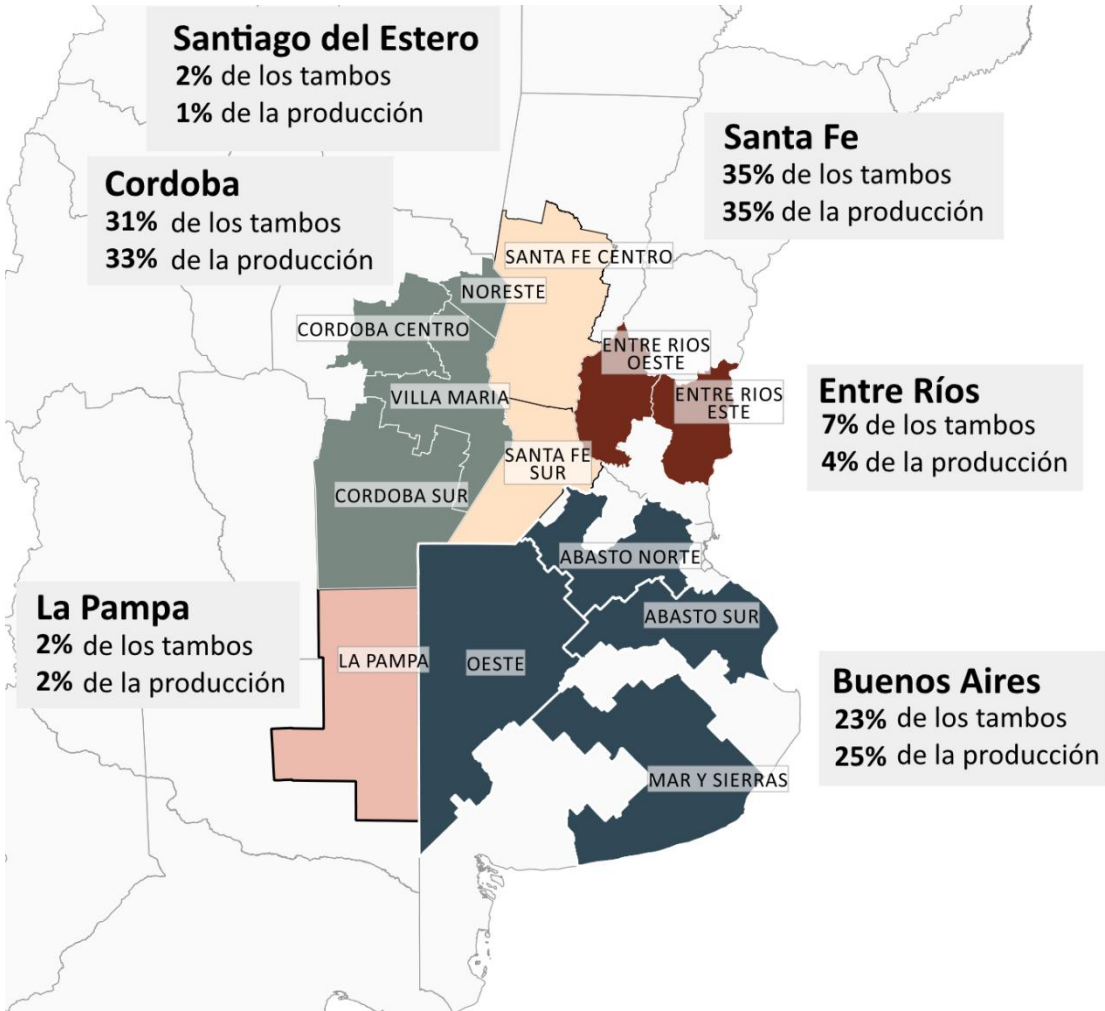 Santiago del Estero
2% de los tambos
1% de la producción
Santa Fe
35% de los tambos
35% de la producción
Cordoba
31% de los tambos
33% de la producción
SANTA FE CENTRO
NORESTE
CORDOBA CENTRO
ENTRE RIOS
OESTE
VILLA MARIA
ENTRE RIOS
ESTE
Entre Ríos
7% de los tambos
4% de la producción
SANTA FE
SUR
CORDOBA SUR
ABASTO NORTE
La Pampa
2% de los tambos
2% de la producción
ABASTO SUR
LA PAMPA
OESTE
Buenos Aires
23% de los tambos
25% de la producción
MAR Y SIERRAS